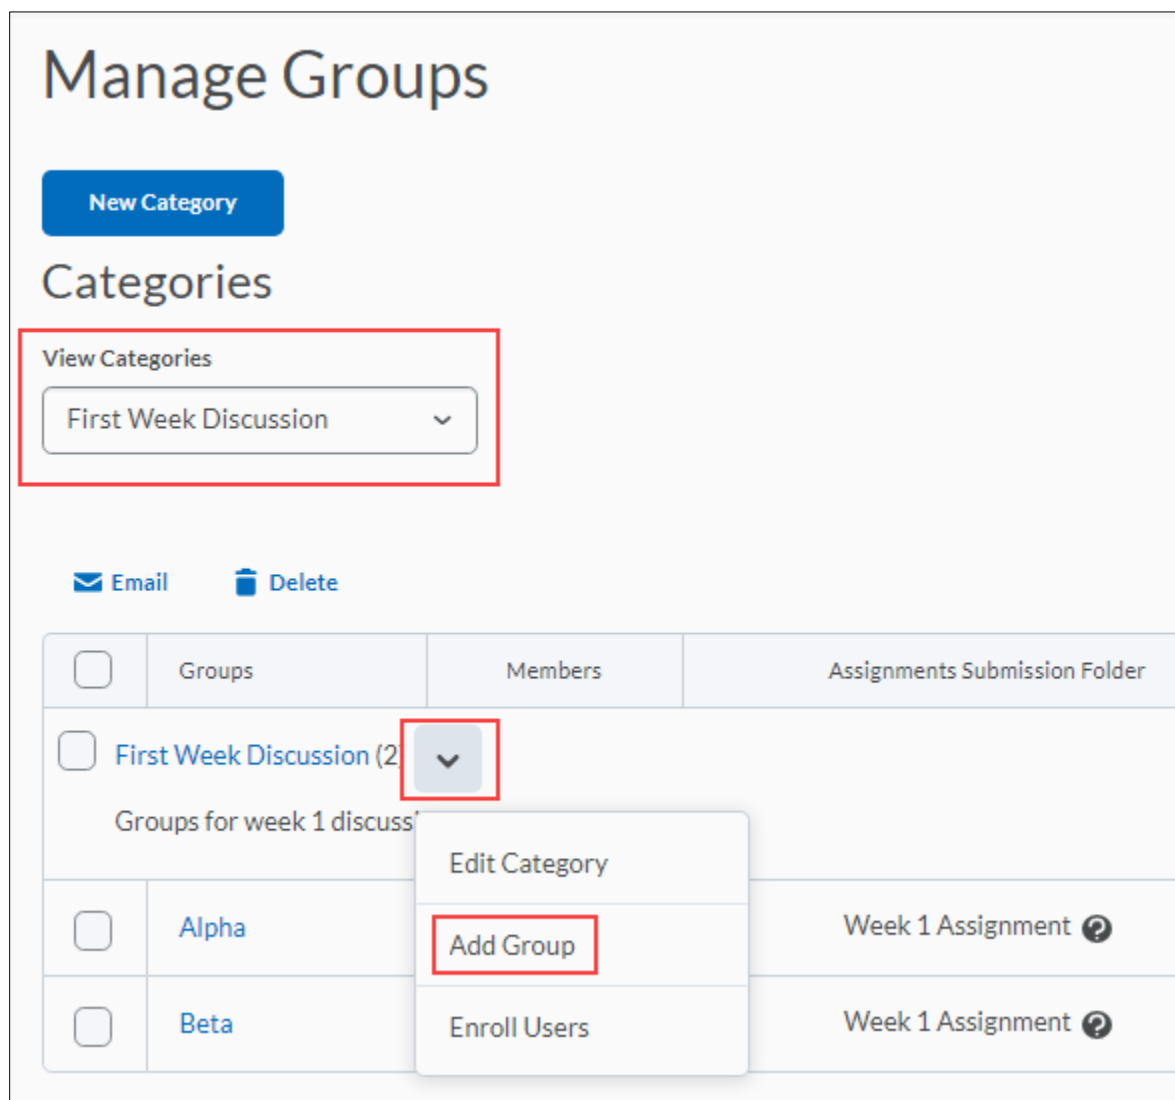 Manage Groups
New Category
Categories
View Categories
First Week Discussion
Email Delete
Groups Members Assignments Submission Folder
First Week Discussion (2)
Groups for week 1
Edit Category
Alpha Week 1 Assignment
Add Group
Beta Week 1 Assignment
Enroll Users